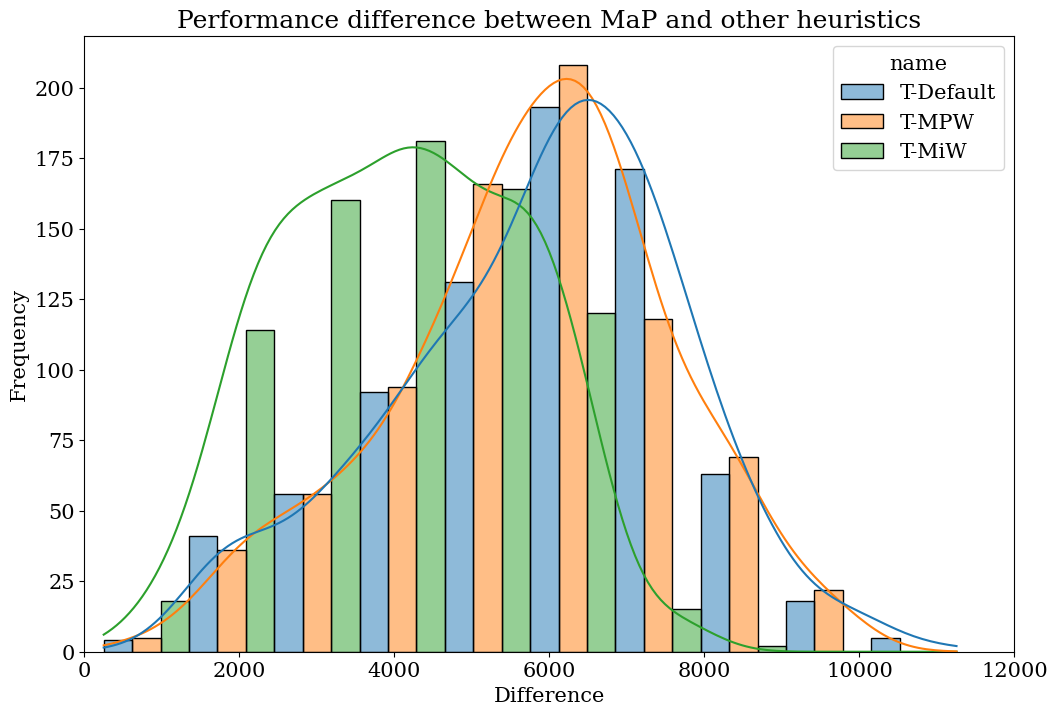 Performance difference between MaP and other heuristics
name
T-Default
T-MPW
T-MiW
Frequency
200
175
150
125
100
75
50
25
0
0 2000 4000 6000 8000 10000 12000
Difference